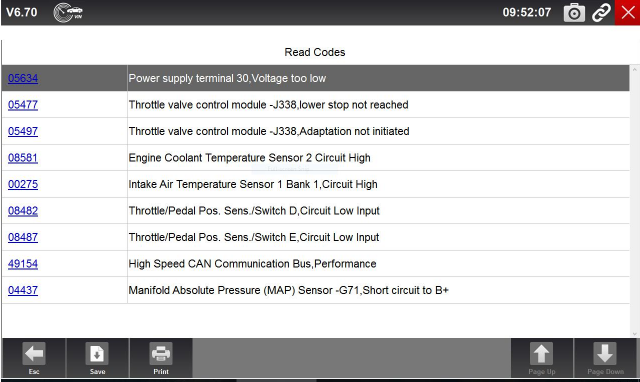 V6.70 VIN 09:52:07
Read Codes
05634 Power supply terminal 30,Voltage too low
05477 Throttle valve control module -J338,lower stop not reached
05497 Throttle valve control module -J338,Adaptation not initiated
08581 Engine Coolant Temperature Sensor 2 Circuit High
00275 Intake Air Temperature Sensor 1 Bank 1,Circuit High
08482 Throttle/Pedal Pos. Sens./Switch D,Circuit Low Input
08487 Throttle/Pedal Pos. Sens./Switch E,Circuit Low Input
49154 High Speed CAN Communication Bus,Performance
04437 Manifold Absolute Pressure (MAP) Sensor -G71,Short circuit to B+
Esc Save Print Page Up Page Down